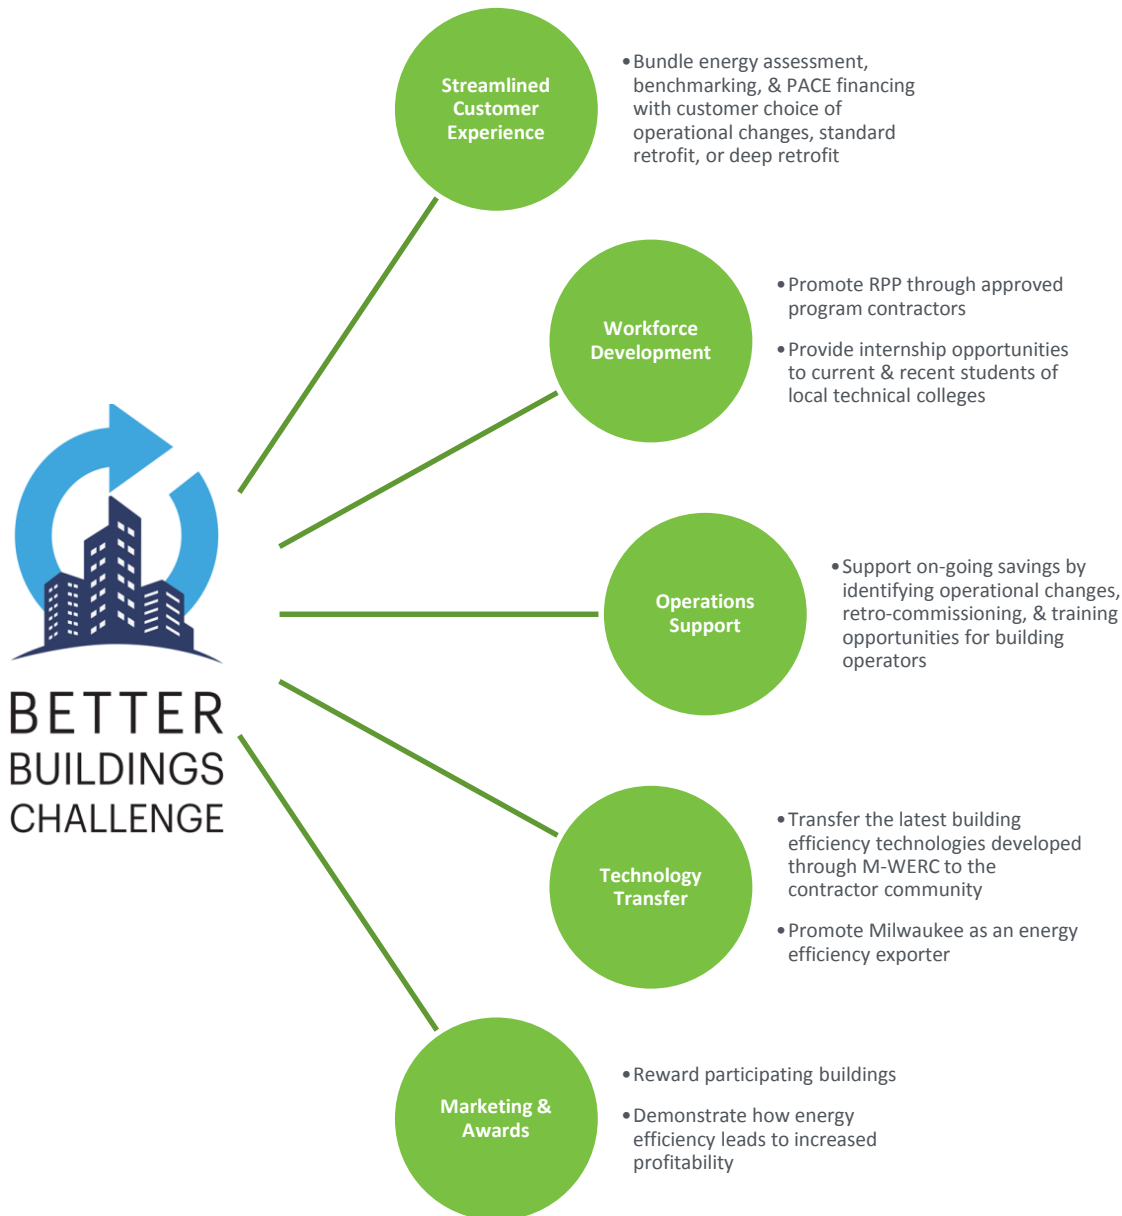 Streamlined
Customer
Experience
•Bundle energy assessment,
benchmarking, & PACE financing
with customer choice of
operational changes, standard
retrofit, or deep retrofit
Workforce
Development
•Promote RPP through approved
program contractors
•Provide internship opportunities
to current & recent students of
local technical colleges
BETTER
BUILDINGS
CHALLENGE
Operations
Support
•Support on-going savings by
identifying operational changes,
retro-commissioning, & training
opportunities for building
operators
Technology
Transfer
•Transfer the latest building
efficiency technologies developed
through M-WERC to the
contractor community
•Promote Milwaukee as an energy
efficiency exporter
Marketing &
Awards
•Reward participating buildings
•Demonstrate how energy
efficiency leads to increased
profitability